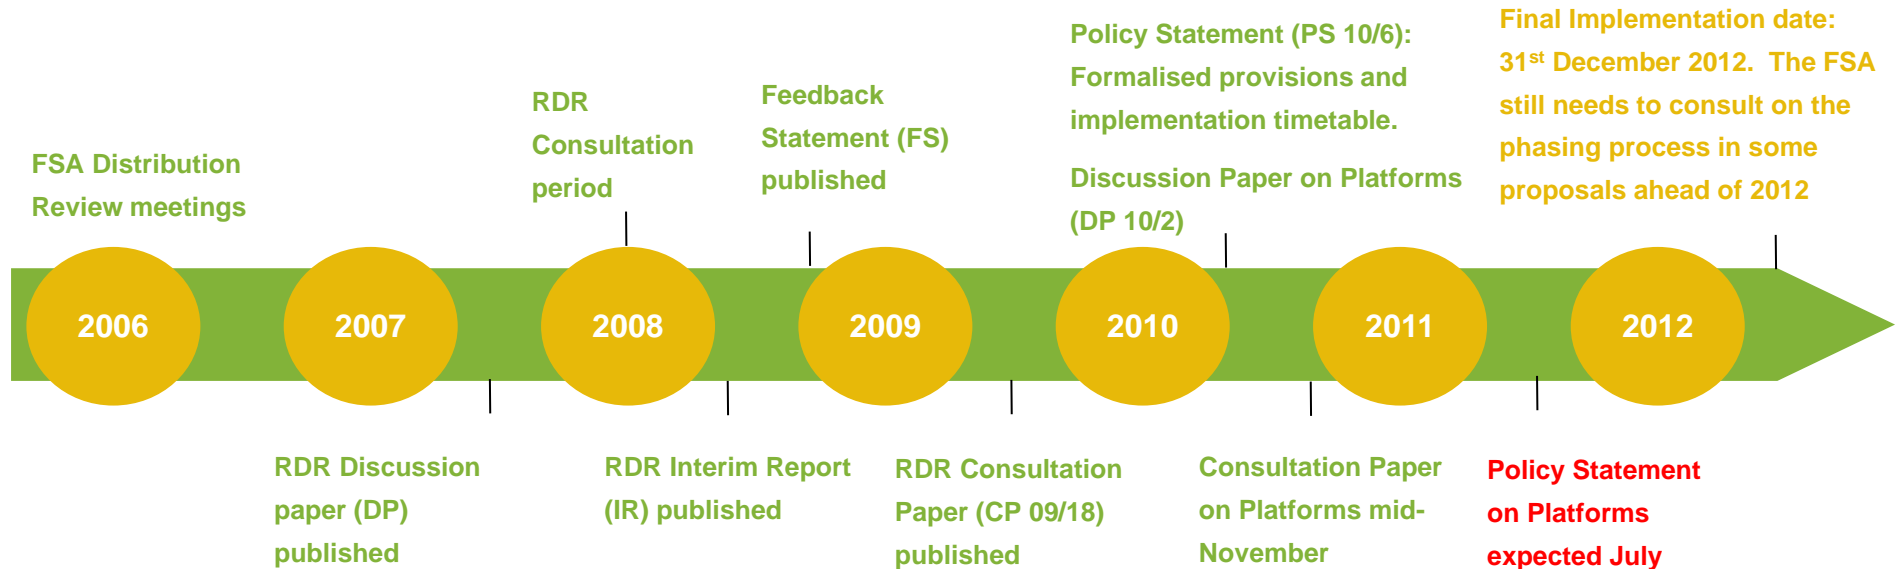 FSA Distribution
Review meetings
RDR
Consultation
period
Feedback
Statement (FS)
published
Policy Statement (PS 10/6):
Formalised provisions and
implementation timetable.
Discussion Paper on Platforms
(DP 10/2)
Final Implementation date:
31st December 2012.  The FSA
still needs to consult on the
phasing process in some
proposals ahead of 2012
2006
2007
2008
2009
2010
2011
2012
RDR Discussion
paper (DP)
published
RDR Interim Report
(IR) published
RDR Consultation
Paper (CP 09/18)
published
Consultation Paper
on Platforms mid-
November
Policy Statement
on Platforms
expected July